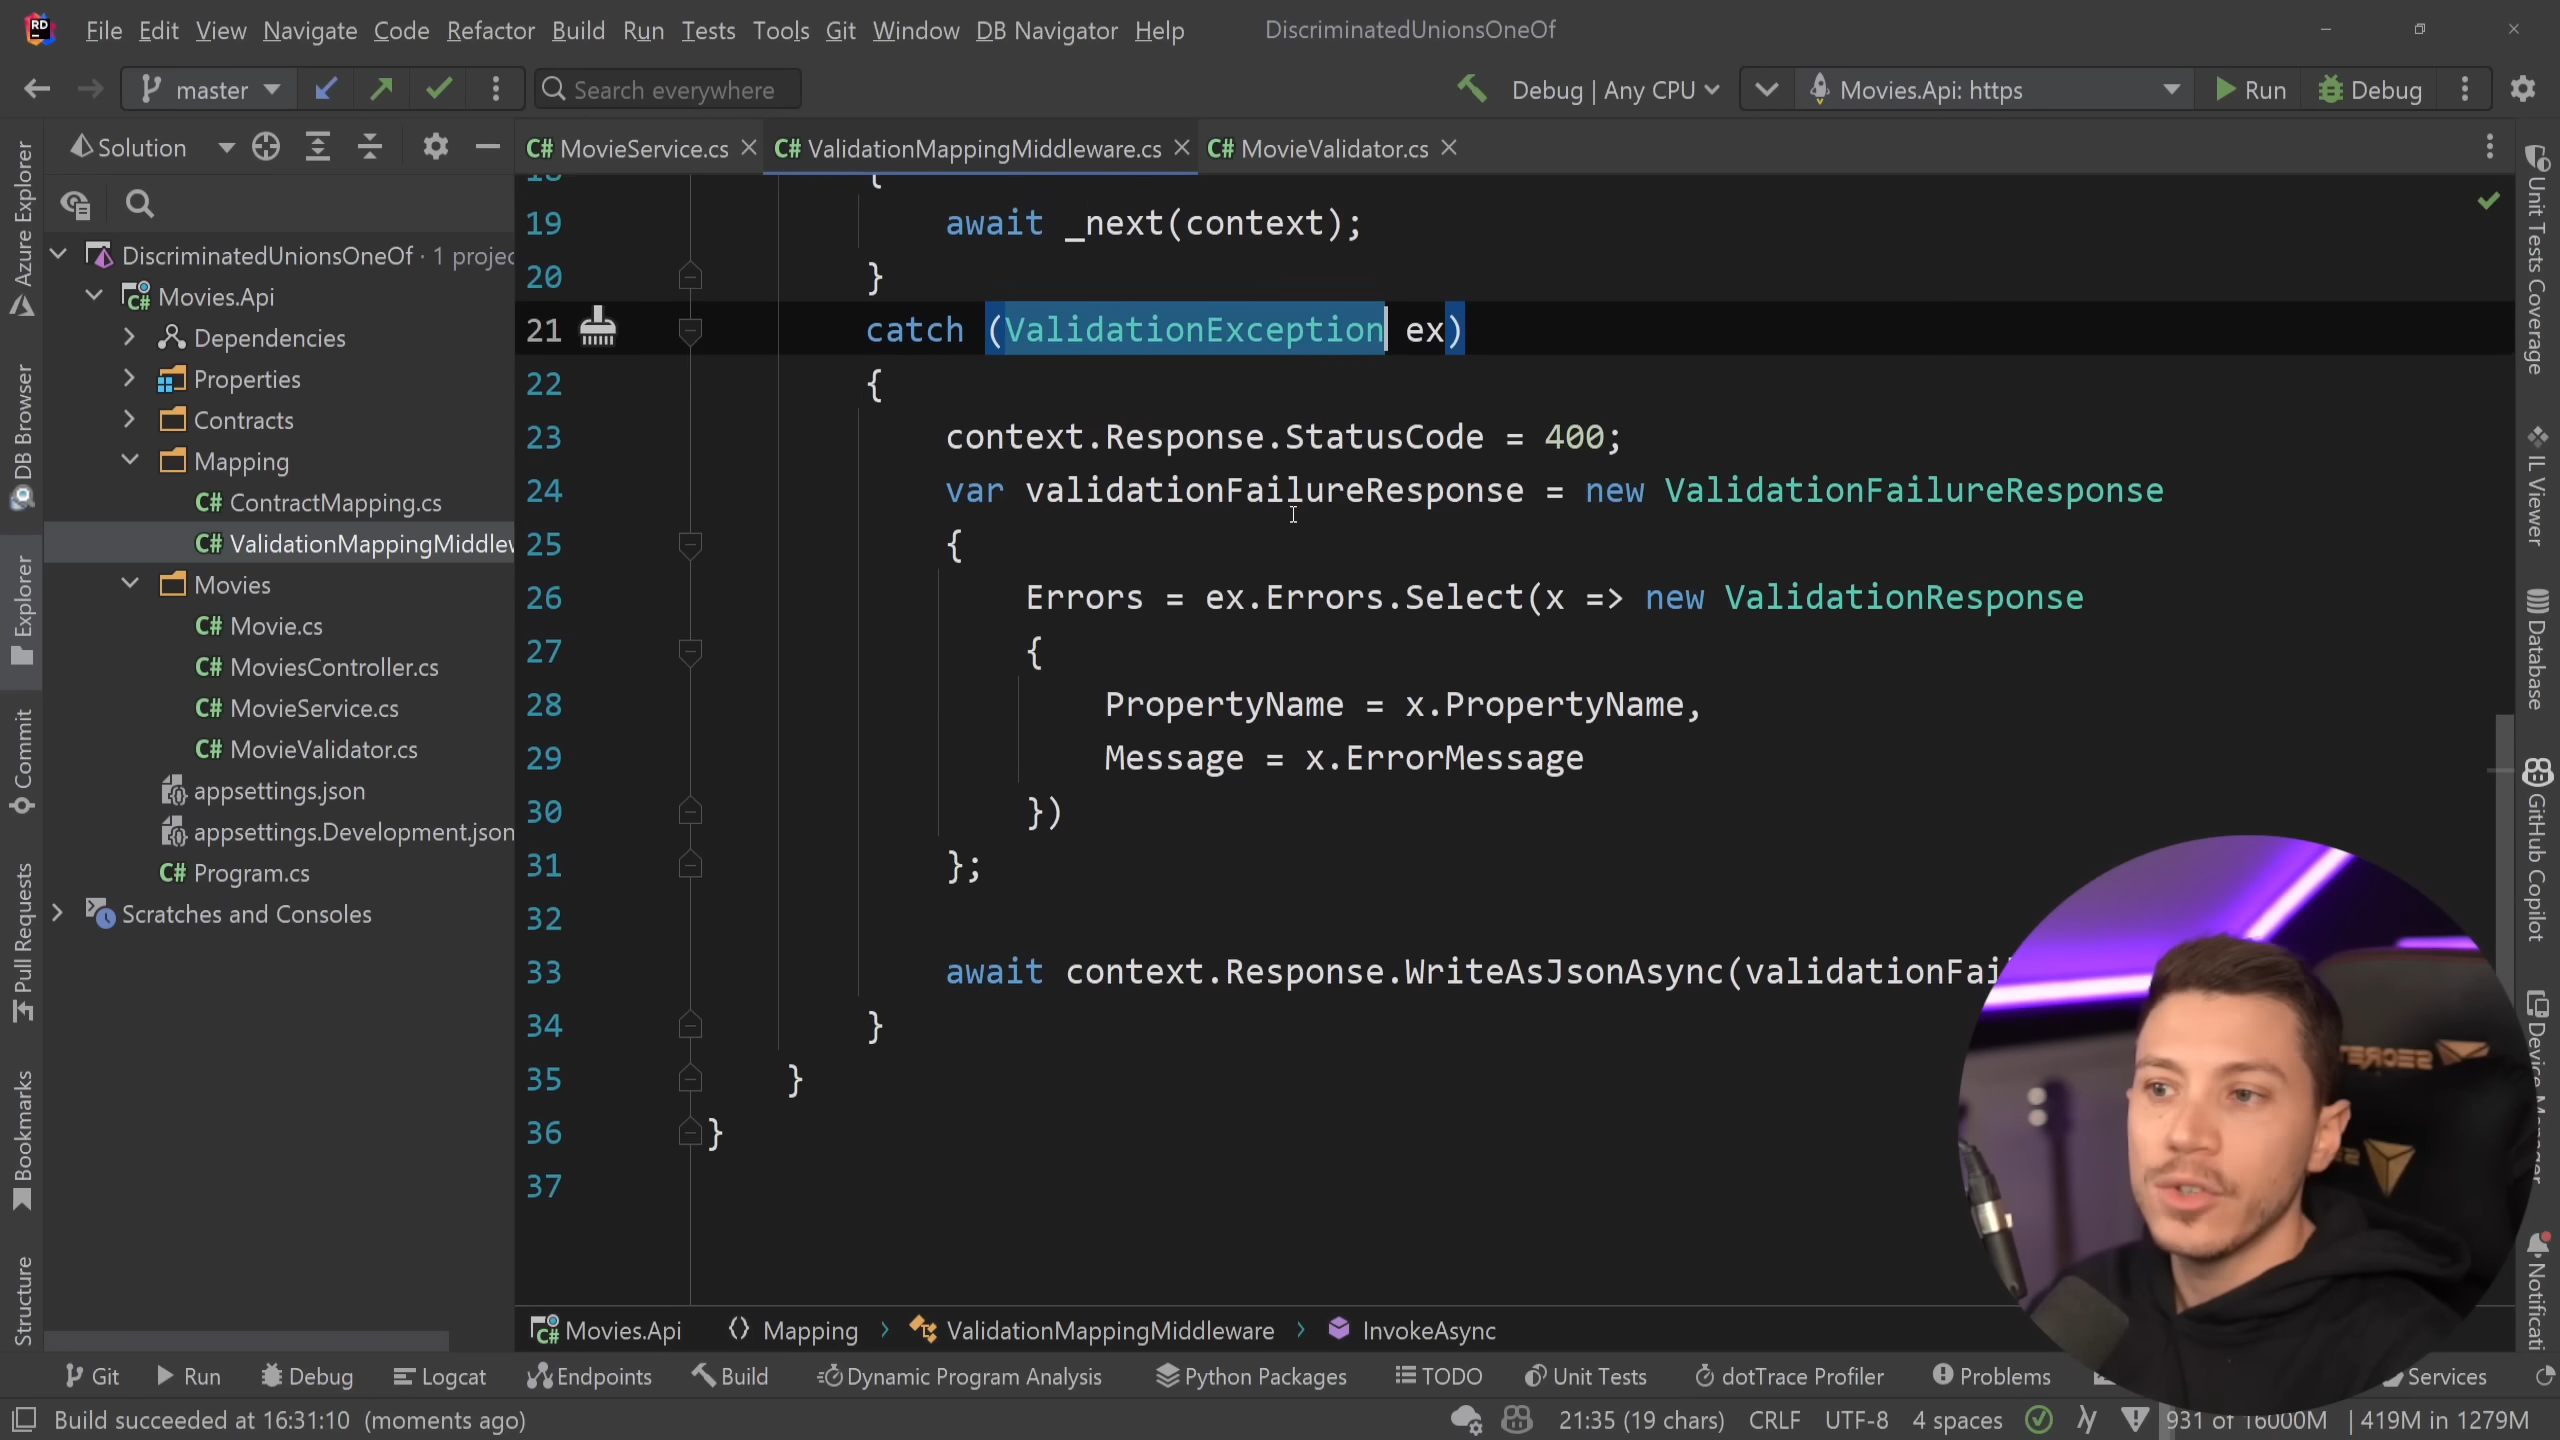 RD File Edit View Navigate Code Refactor Build Run Tests Tools Git Window DB Navigator Help DiscriminatedUnionsOneOf
master Search everywhere Debug | Any CPU Movies.Api: https Run Debug
Solution
C# MovieService.cs C# ValidationMappingMiddleware.cs C# MovieValidator.cs
Azure Explorer
DB Browser
Explorer
Commit
Pull Requests
Bookmarks
Structure
DiscriminatedUnionsOneOf · 1 projec
C# Movies.Api
Dependencies
Properties
Contracts
Mapping
C# ContractMapping.cs
C# ValidationMappingMiddlew
Movies
C# Movie.cs
C# MoviesController.cs
C# MovieService.cs
C# MovieValidator.cs
appsettings.json
appsettings.Development.json
C# Program.cs
Scratches and Consoles
18 {
19 await _next(context);
20 }
21 catch (ValidationException ex)
22 {
23 context.Response.StatusCode = 400;
24 var validationFailureResponse = new ValidationFailureResponse
25 {
26 Errors = ex.Errors.Select(x => new ValidationResponse
27 {
28 PropertyName = x.PropertyName,
29 Message = x.ErrorMessage
30 })
31 };
32
33 await context.Response.WriteAsJsonAsync(validationFai
34 }
35 }
36 }
37
Unit Tests Coverage
IL Viewer
Database
GitHub Copilot
Device Manager
Notificati
SECRET
C# Movies.Api Mapping ValidationMappingMiddleware InvokeAsync
Git Run Debug Logcat Endpoints Build Dynamic Program Analysis Python Packages TODO Unit Tests dotTrace Profiler Problems Services
Build succeeded at 16:31:10 (moments ago) 21:35 (19 chars) CRLF UTF-8 4 spaces 931 of 16000M | 419M in 1279M